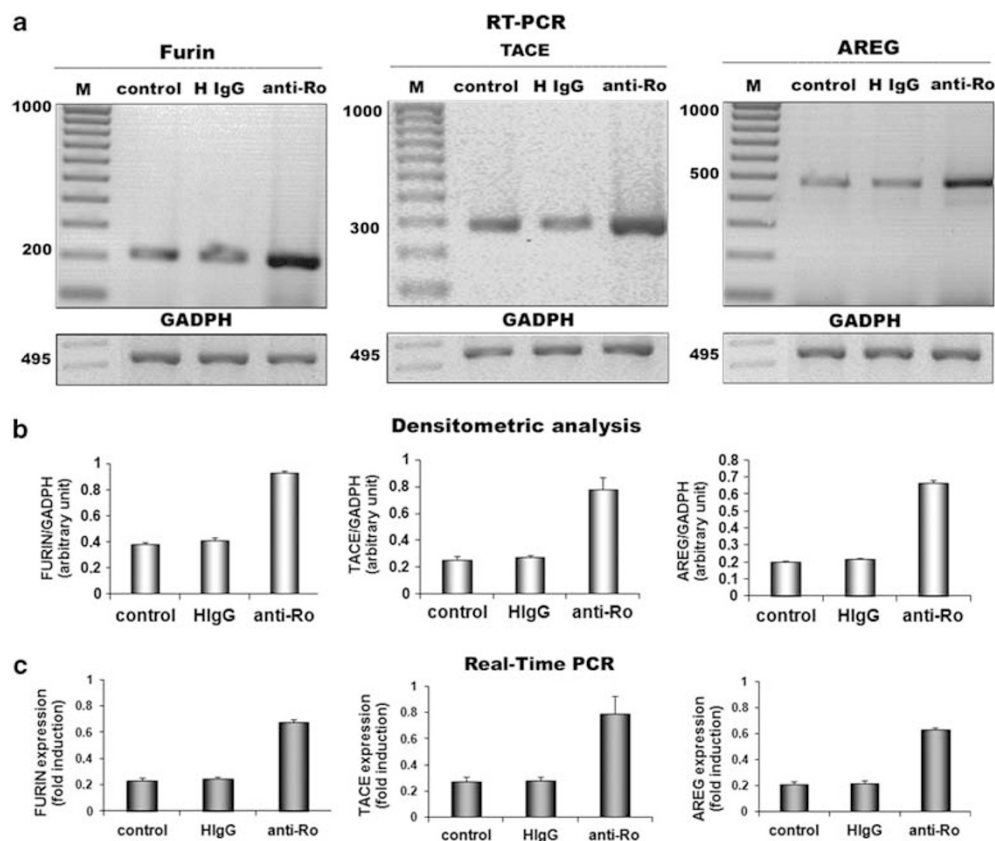 a
RT-PCR
Furin
TACE
AREG
M control H IgG anti-Ro
M control H IgG anti-Ro
M control H IgG anti-Ro
1000
200
1000
300
1000
500
GADPH
GADPH
GADPH
495
495
495
b
Densitometric analysis
FURIN/GADPH
(arbitrary unit)
1
0.8
0.6
0.4
0.2
0
control HIgG anti-Ro
TACE/GADPH
(arbitrary unit)
1
0.8
0.6
0.4
0.2
0
control HIgG anti-Ro
AREG/GADPH
(arbitrary unit)
0.8
0.7
0.6
0.5
0.4
0.3
0.2
0.1
0
control HIgG anti-Ro
c
Real-Time PCR
FURIN expression
(fold induction)
1
0.8
0.6
0.4
0.2
0
control HIgG anti-Ro
TACE expression
(fold induction)
1
0.8
0.6
0.4
0.2
0
control HIgG anti-Ro
AREG expression
(fold induction)
1
0.8
0.6
0.4
0.2
0
control HIgG anti-Ro